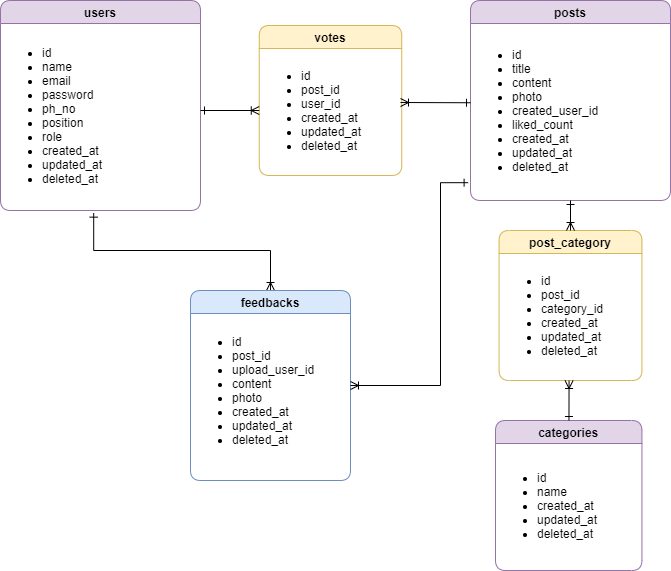 users
id
name
email
password
ph_no
position
role
created_at
updated_at
deleted_at
votes
id
post_id
user_id
created_at
updated_at
deleted_at
posts
id
title
content
photo
created_user_id
liked_count
created_at
updated_at
deleted_at
post_category
id
post_id
category_id
created_at
updated_at
deleted_at
feedbacks
id
post_id
upload_user_id
content
photo
created_at
updated_at
deleted_at
categories
id
name
created_at
updated_at
deleted_at